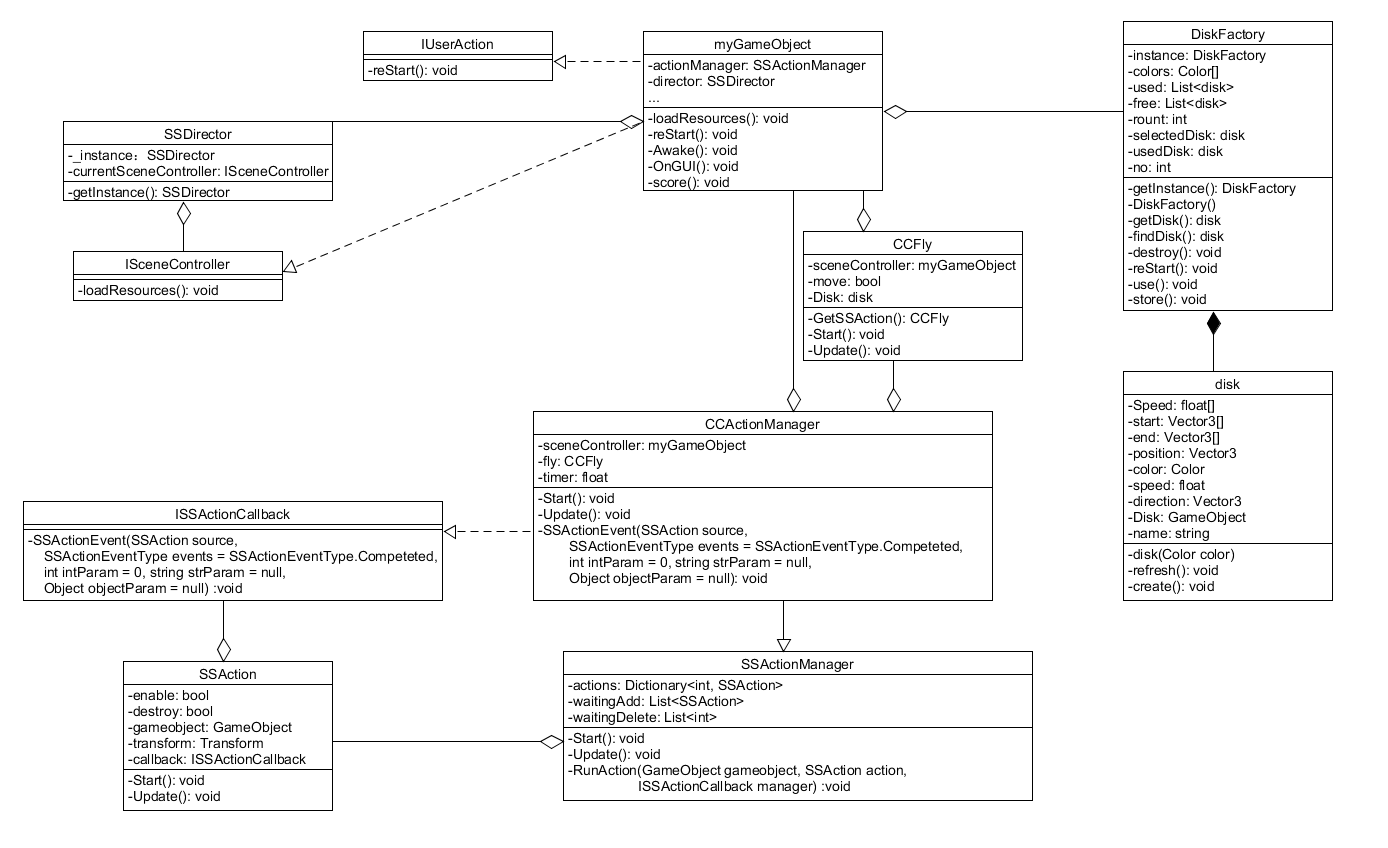 IUserAction
-reStart(): void
myGameObject
-actionManager: SSActionManager
-director: SSDirector
...
-loadResources(): void
-reStart(): void
-Awake(): void
-OnGUI(): void
-score(): void
DiskFactory
-instance: DiskFactory
-colors: Color[]
-used: List<disk>
-free: List<disk>
-rount: int
-selectedDisk: disk
-usedDisk: disk
-no: int
-getInstance(): DiskFactory
-DiskFactory()
-getDisk(): disk
-findDisk(): disk
-destroy(): void
-reStart(): void
-use(): void
-store(): void
SSDirector
-_instance：SSDirector
-currentSceneController: ISceneController
-getInstance(): SSDirector
ISceneController
-loadResources(): void
CCFly
-sceneController: myGameObject
-move: bool
-Disk: disk
-GetSSAction(): CCFly
-Start(): void
-Update(): void
disk
-Speed: float[]
-start: Vector3[]
-end: Vector3[]
-position: Vector3
-color: Color
-speed: float
-direction: Vector3
-Disk: GameObject
-name: string
-disk(Color color)
-refresh(): void
-create(): void
CCActionManager
-sceneController: myGameObject
-fly: CCFly
-timer: float
-Start(): void
-Update(): void
-SSActionEvent(SSAction source,
SSActionEventType events = SSActionEventType.Competeted,
int intParam = 0, string strParam = null,
Object objectParam = null): void
ISSActionCallback
-SSActionEvent(SSAction source,
SSActionEventType events = SSActionEventType.Competeted,
int intParam = 0, string strParam = null,
Object objectParam = null) :void
SSAction
-enable: bool
-destroy: bool
-gameobject: GameObject
-transform: Transform
-callback: ISSActionCallback
-Start(): void
-Update(): void
SSActionManager
-actions: Dictionary<int, SSAction>
-waitingAdd: List<SSAction>
-waitingDelete: List<int>
-Start(): void
-Update(): void
-RunAction(GameObject gameobject, SSAction action,
ISSActionCallback manager) :void